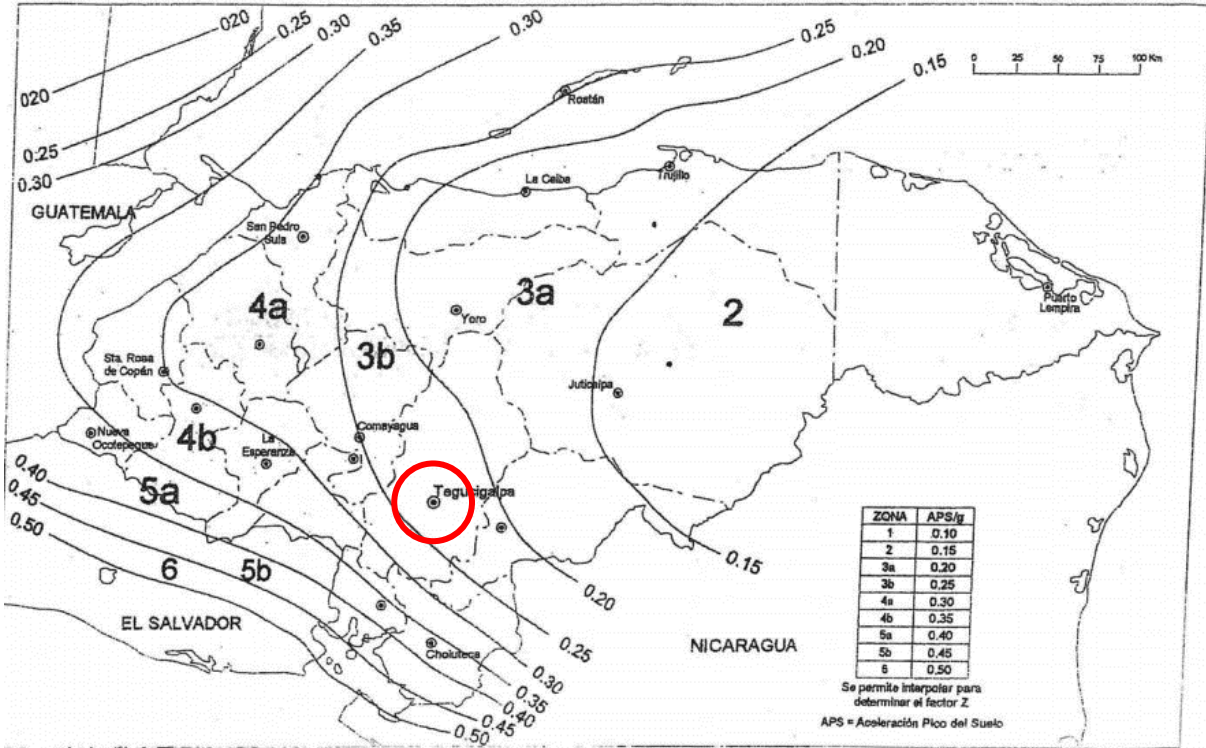 020
0.25
0.30
0.35
0.30
0.25
0.20
0.15
0 25 50 75 100 Km
020
0.25
0.30
Roatán
La Ceiba
Trujillo
GUATEMALA
San Pedro
Sula
4a
3a
2
Puerto
Lempira
Yoro
3b
Sta. Rosa
de Copán
Juticalpa
Nueva
Ocotepeque
4b
La
Esperanza
Comayagua
0.40
0.45
0.50
5a
Tegucigalpa
6
5b
0.15
0.20
EL SALVADOR
Choluteca
NICARAGUA
0.25
0.30
0.35
0.40
0.45
0.50
ZONA APS/g
1 0.10
2 0.15
3a 0.20
3b 0.25
4a 0.30
4b 0.35
5a 0.40
5b 0.45
6 0.50
Se permite interpolar para
determinar el factor Z
APS = Aceleración Pico del Suelo